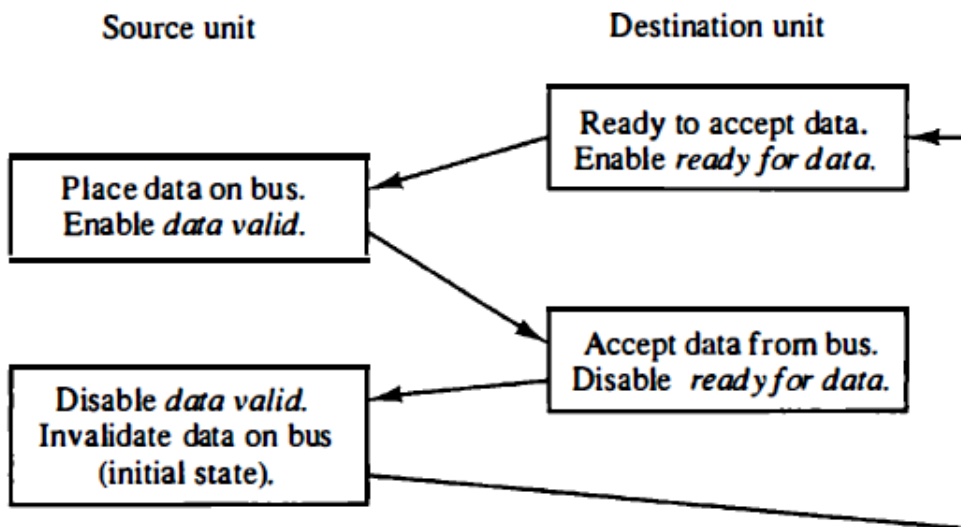 Source unit
Destination unit
Ready to accept data.
Enable ready for data.
Place data on bus.
Enable data valid.
Accept data from bus.
Disable ready for data.
Disable data valid.
Invalidate data on bus
(initial state).